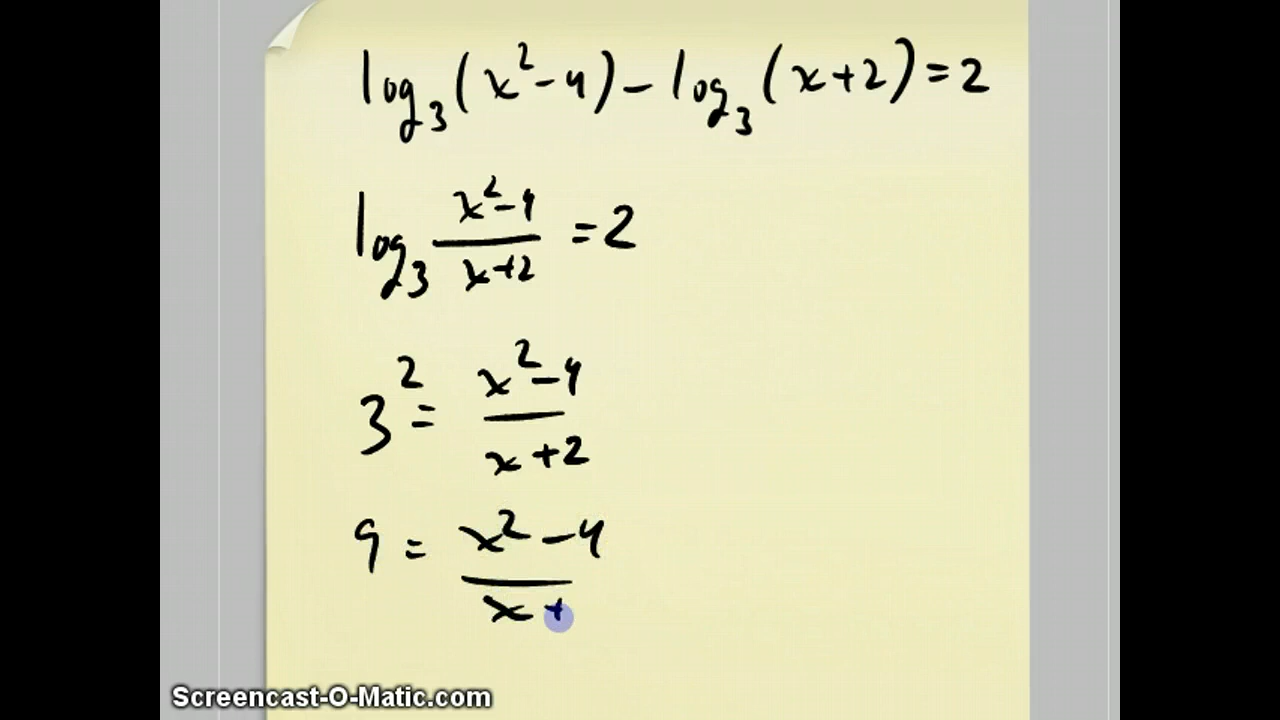 log₃(x²-4)-log₃(x+2)=2
log₃ (x²-4)/(x+2) =2
3² = (x²-4)/(x+2)
9 = (x²-4)/(x+
Screencast-O-Matic.com